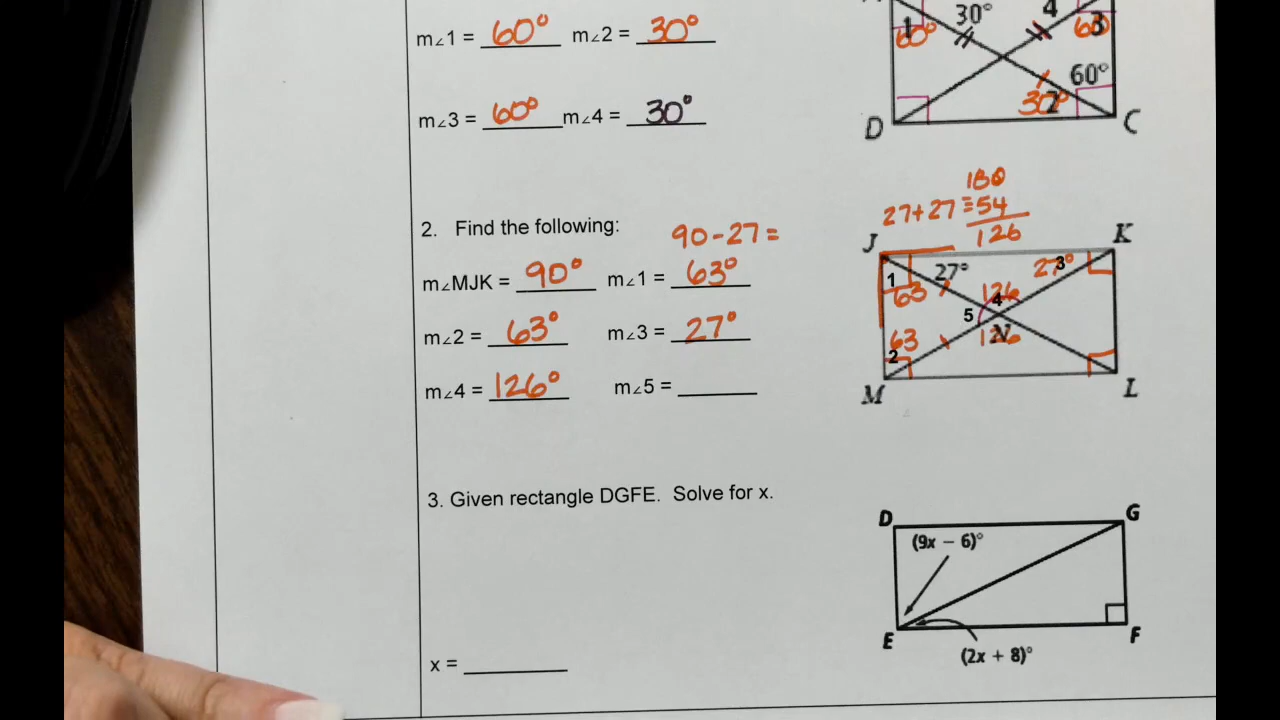 m∠1 = 60° m∠2 = 30°
m∠3 = 60° m∠4 = 30°
1 30° 4 3
60° 60
60°
30° 2
D C
2. Find the following:
90-27=
m∠MJK = 90° m∠1 = 63°
m∠2 = 63° m∠3 = 27°
m∠4 = 126° m∠5 =
180
27+27=54
126
J K
1 27° 27° 3
63 126
4
5 N
63 126
2
M L
3. Given rectangle DGFE. Solve for x.
D G
(9x − 6)°
E F
(2x + 8)°
x =